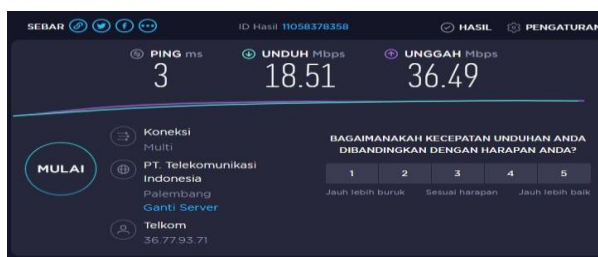 SEBAR
ID Hasil 11058378358
HASIL
PENGATURAN
PING ms
3
UNDUH Mbps
18.51
UNGGAH Mbps
36.49
MULAI
Koneksi
Multi
PT. Telekomunikasi
Indonesia
Palembang
Ganti Server
Telkom
36.77.93.71
BAGAIMANAKAH KECEPATAN UNDUHAN ANDA
DIBANDINGKAN DENGAN HARAPAN ANDA?
1 2 3 4 5
Jauh lebih buruk Sesuai harapan Jauh lebih baik